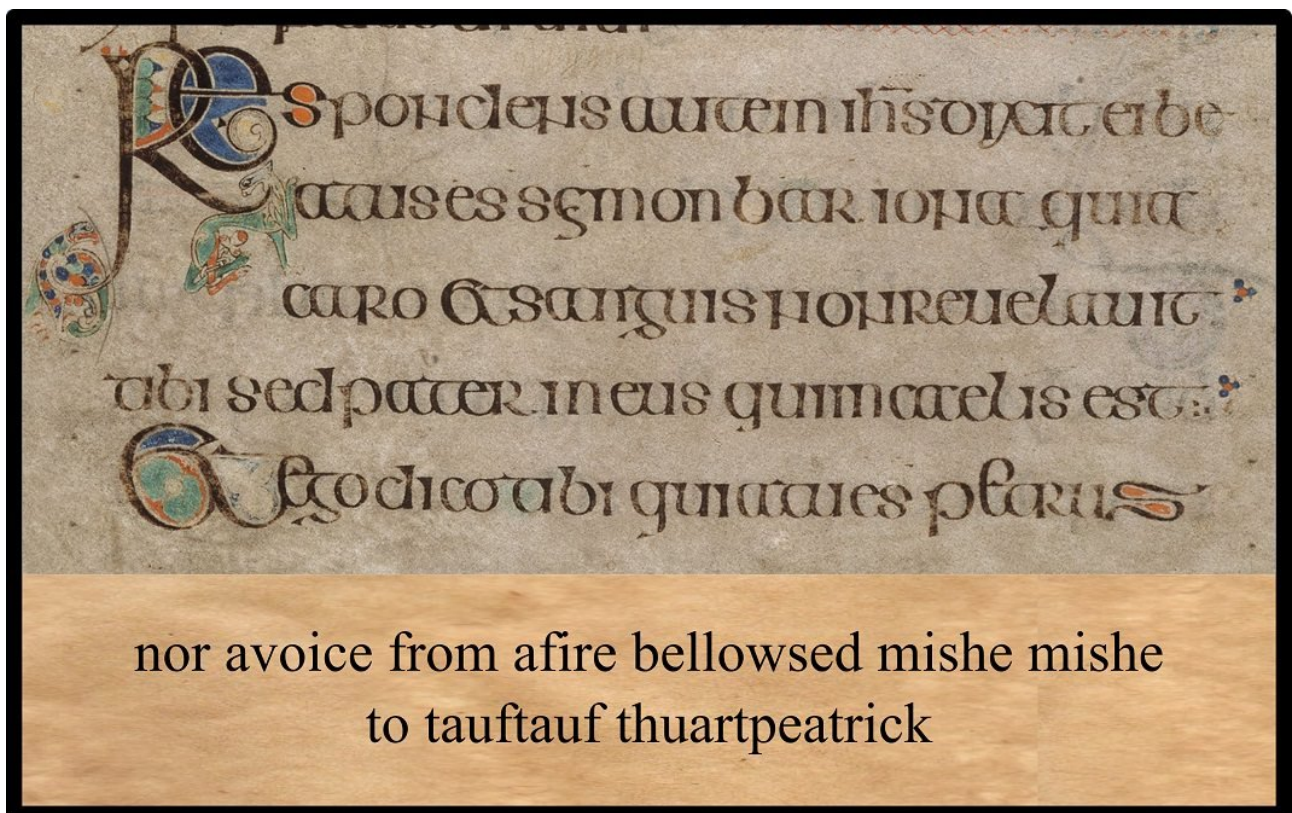 Respondens autem ihs dixit ei be
atus es semon bar iona quia
caro et sanguis non reuelauit
tibi sed pater meus qui in caelis est
Et ego dico tibi quia tu es petrus
nor avoice from afire bellowsed mishe mishe
to tauftauf thuartpeatrick